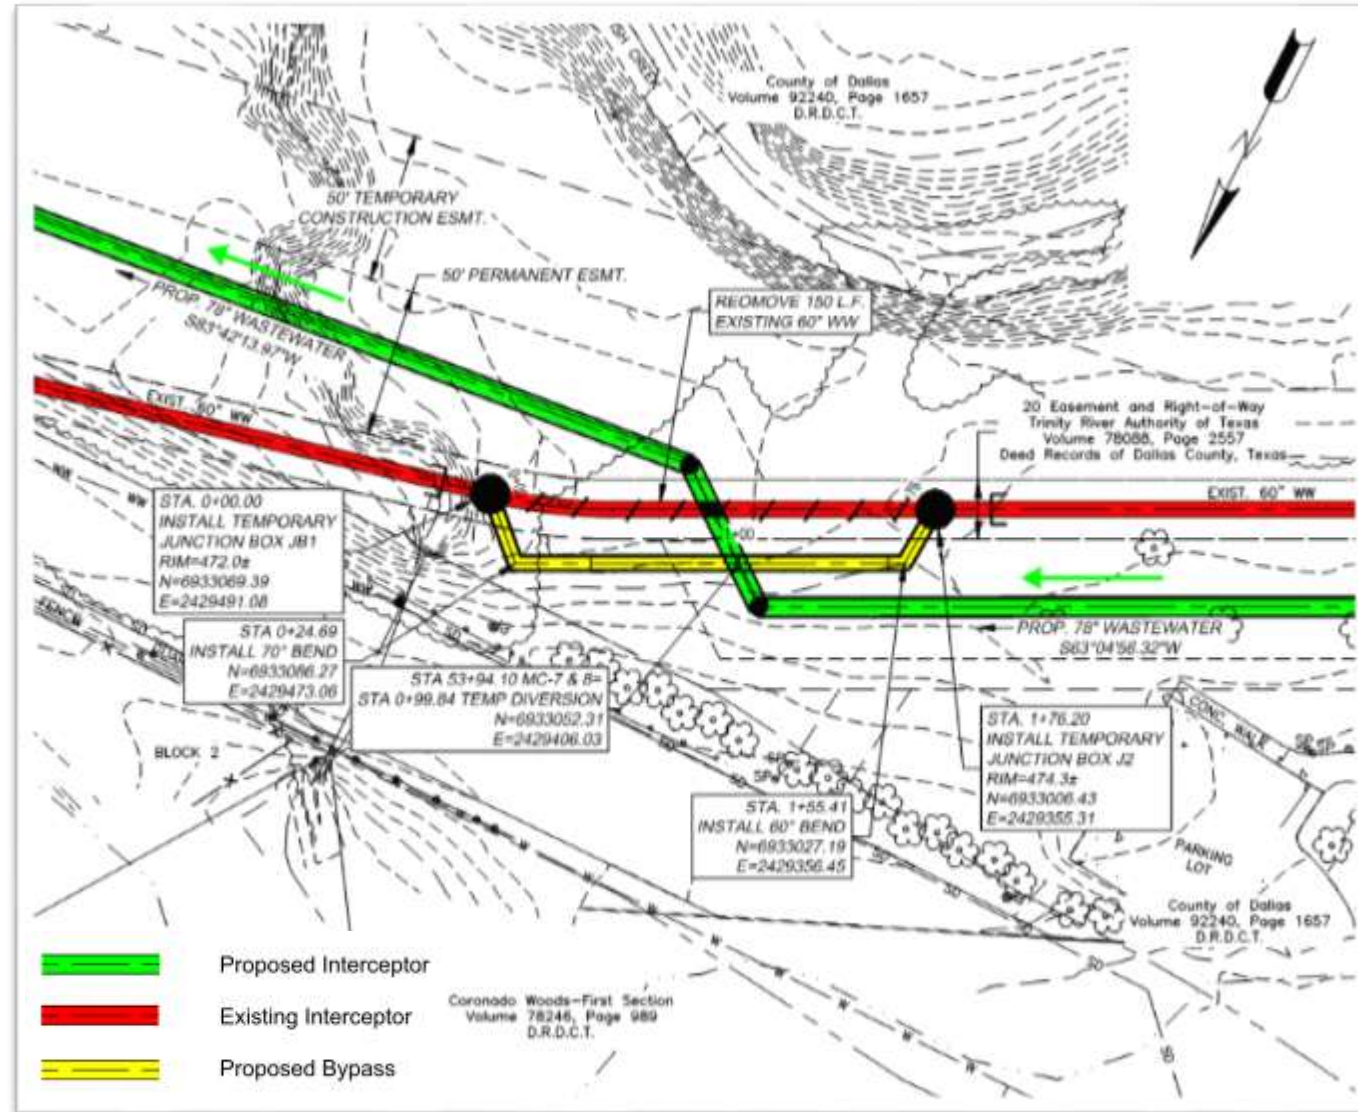 County of Dallas
Volume 92240, Page 1657
D.R.D.C.T.
50' TEMPORARY
CONSTRUCTION ESMT.
50' PERMANENT ESMT.
PROP. 78" WASTEWATER
S83°42'13.97"W
REOMOVE 150 L.F.
EXISTING 60" WW
EXIST. 60" WW
20 Easement and Right-of-Way
Trinity River Authority of Texas
Volume 78088, Page 2557
Deed Records of Dallas County, Texas
EXIST. 60" WW
WW
WW
STA. 0+00.00
INSTALL TEMPORARY
JUNCTION BOX JB1
RIM=472.0±
N=6933069.39
E=2429491.08
+00
WW
FENCE
STA 0+24.69
INSTALL 70° BEND
N=6933086.27
E=2429473.06
PROP. 78" WASTEWATER
S63°04'56.32"W
STA 53+94.10 MC-7 & 8=
STA 0+99.84 TEMP DIVERSION
N=6933052.31
E=2429406.03
STA. 1+76.20
INSTALL TEMPORARY
JUNCTION BOX J2
RIM=474.3±
N=6933006.43
E=2429355.31
CONC. WALK
BLOCK 2
STA. 1+55.41
INSTALL 60° BEND
N=6933027.19
E=2429356.45
PARKING
LOT
County of Dallas
Volume 92240, Page 1657
D.R.D.C.T.
Proposed Interceptor
Existing Interceptor
Proposed Bypass
Coronado Woods-First Section
Volume 78246, Page 989
D.R.D.C.T.